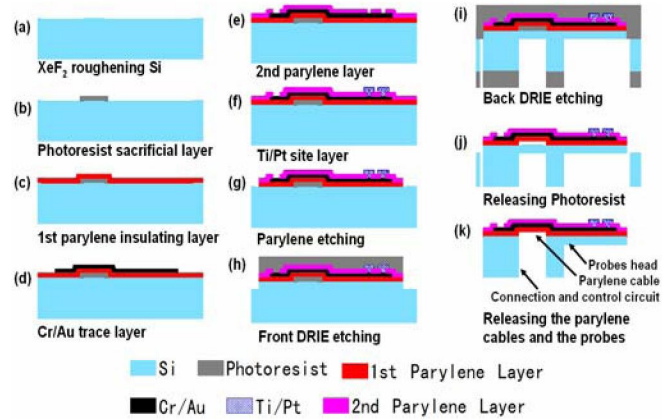 (a)
XeF2 roughening Si
(b)
Photoresist sacrificial layer
(c)
1st parylene insulating layer
(d)
Cr/Au trace layer
(e)
2nd parylene layer
(f)
Ti/Pt site layer
(g)
Parylene etching
(h)
Front DRIE etching
(i)
Back DRIE etching
(j)
Releasing Photoresist
(k)
Probes head
Parylene cable
Connection and control circuit
Releasing the parylene
cables and the probes
Si Photoresist 1st Parylene Layer
Cr/Au Ti/Pt 2nd Parylene Layer